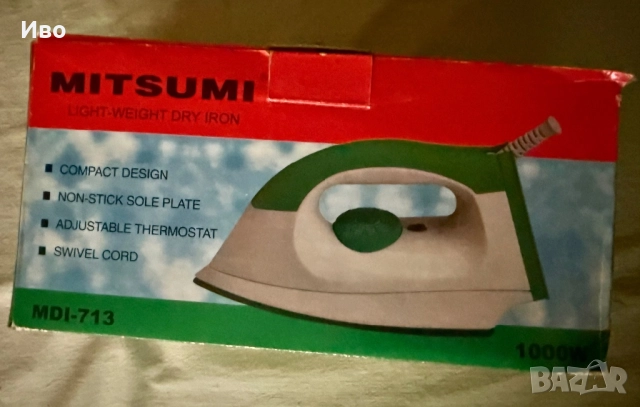 Иво
MITSUMI
LIGHT-WEIGHT DRY IRON
COMPACT DESIGN
NON-STICK SOLE PLATE
ADJUSTABLE THERMOSTAT
SWIVEL CORD
MDI-713
1000W
BAZAR